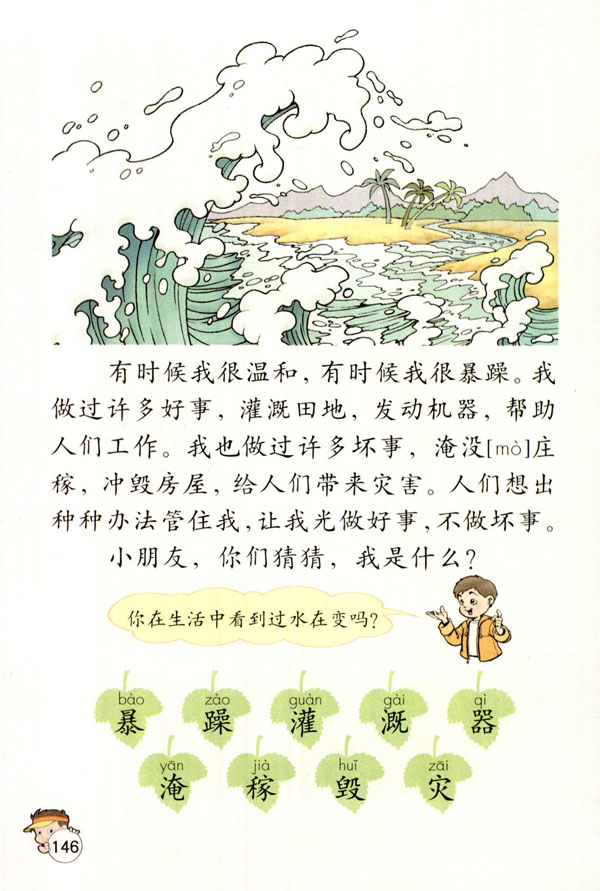 有时候我很温和，有时候我很暴躁。我
做过许多好事，灌溉田地，发动机器，帮助
人们工作。我也做过许多坏事，淹没[mò]庄
稼，冲毁房屋，给人们带来灾害。人们想出
种种办法管住我，让我光做好事，不做坏事。
小朋友，你们猜猜，我是什么？
你在生活中看到过水在变吗？
bào zào guàn gài qì
暴 躁 灌 溉 器
yān jià huǐ zāi
淹 稼 毁 灾
146